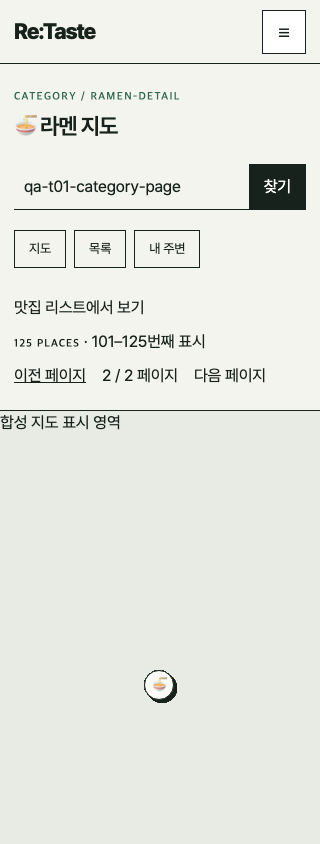 Re:Taste
≡
CATEGORY / RAMEN-DETAIL
🍜 라멘 지도
qa-t01-category-page 찾기
지도 목록 내 주변
맛집 리스트에서 보기
125 PLACES · 101–125번째 표시
이전 페이지 2 / 2 페이지 다음 페이지
합성 지도 표시 영역
🍜